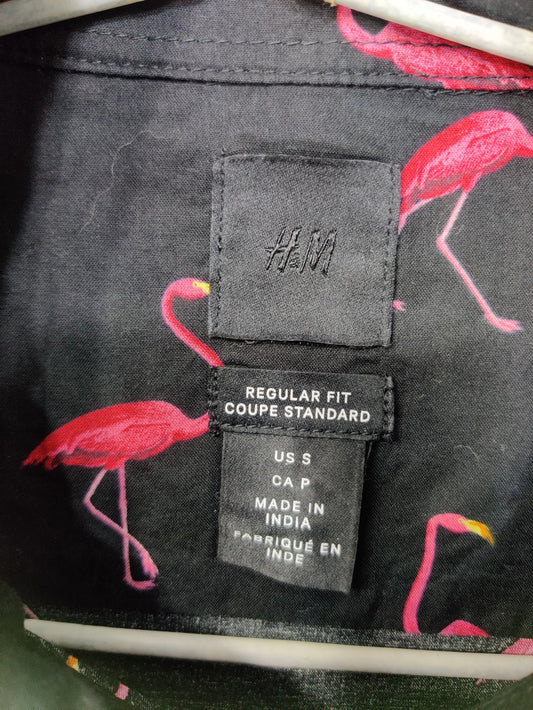 H&M
REGULAR FIT
COUPE STANDARD
US S
CA P
MADE IN
INDIA
FABRIQUÉ EN
INDE